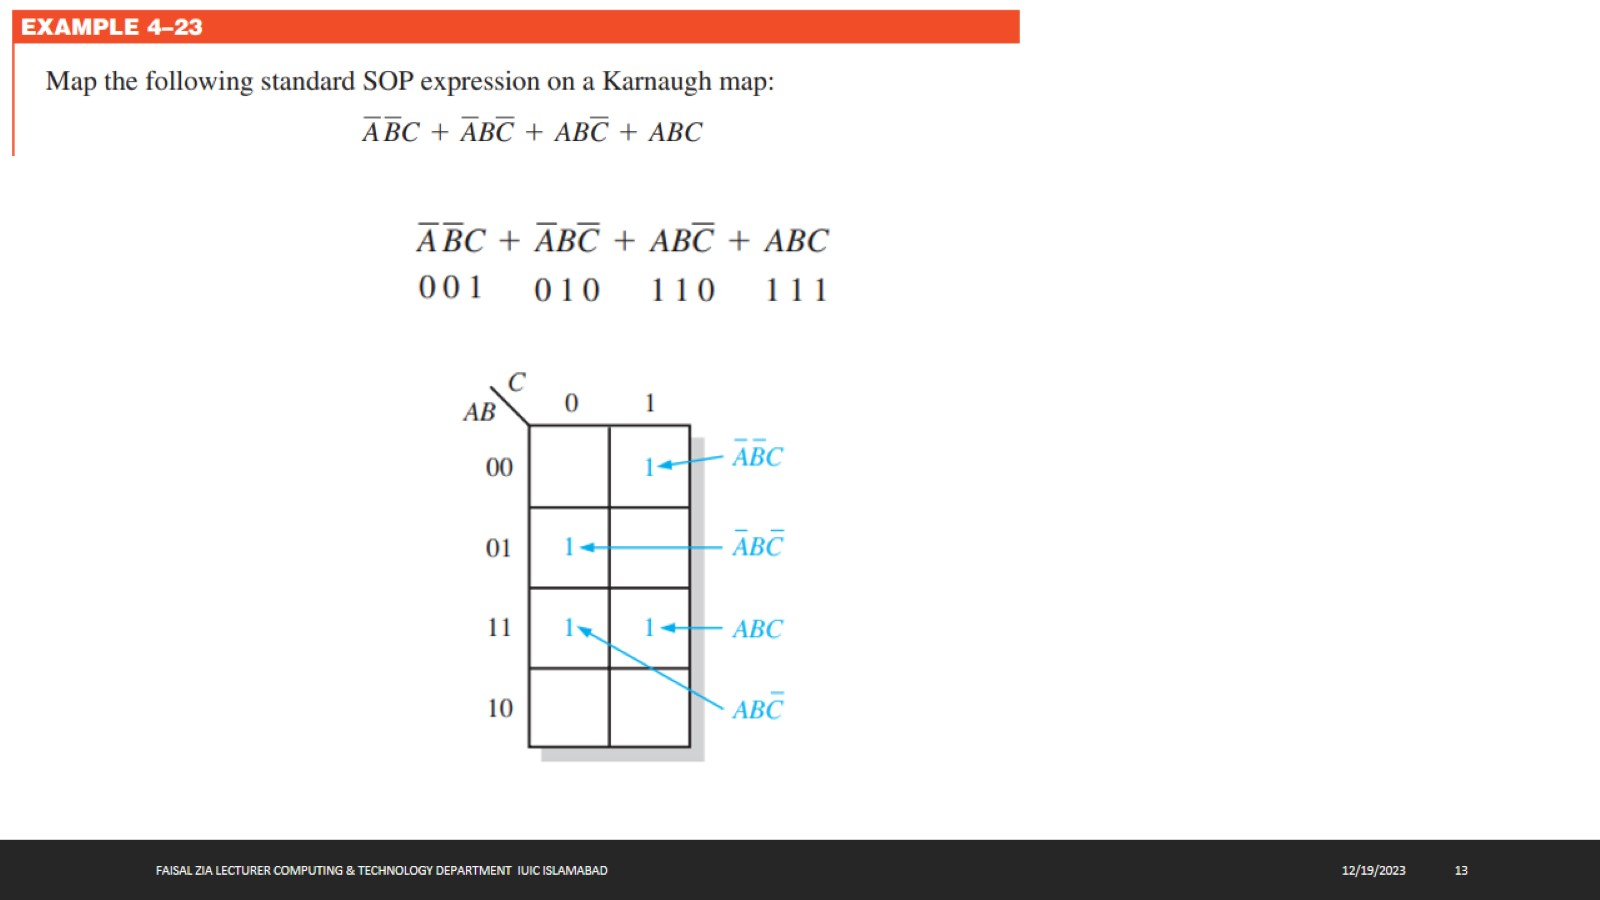 EXAMPLE 4–23
Map the following standard SOP expression on a Karnaugh map:
A̅B̅C + A̅BC̅ + ABC̅ + ABC
A̅B̅C + A̅BC̅ + ABC̅ + ABC
0 0 1 0 1 0 1 1 0 1 1 1
C
AB 0 1
00 1 A̅B̅C
01 1 A̅BC̅
11 1 1 ABC
10 ABC̅
FAISAL ZIA LECTURER COMPUTING & TECHNOLOGY DEPARTMENT IUIC ISLAMABAD 12/19/2023 13